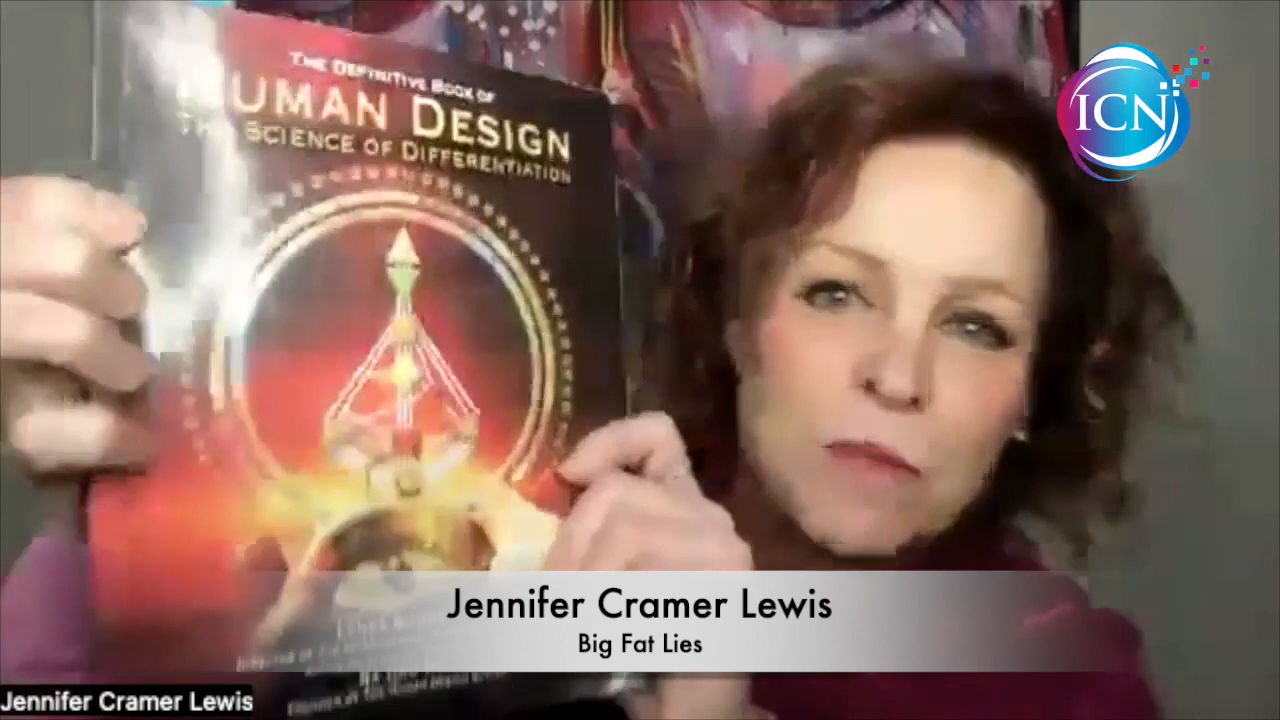 THE DEFINITIVE BOOK OF
HUMAN DESIGN
THE SCIENCE OF DIFFERENTIATION
ICN
Jennifer Cramer Lewis
Big Fat Lies
Jennifer Cramer Lewis